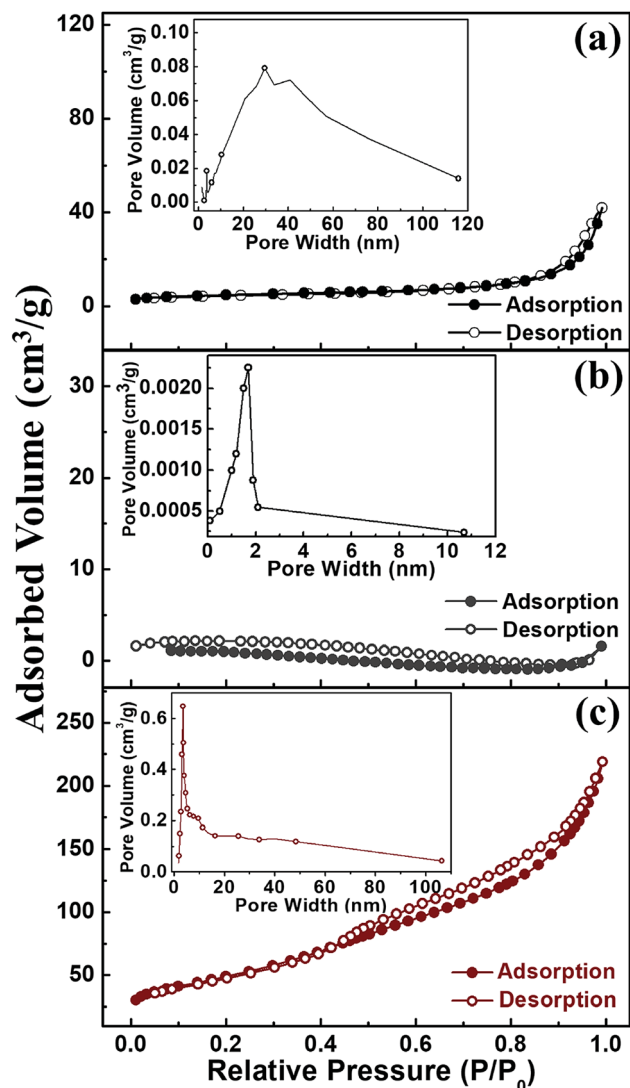 Adsorbed Volume (cm³/g)
(a)
Pore Volume (cm³/g)
0.10
0.08
0.06
0.04
0.02
0.00
0 20 40 60 80 100 120
Pore Width (nm)
120
80
40
0
Adsorption
Desorption
(b)
Pore Volume (cm³/g)
0.0020
0.0015
0.0010
0.0005
0 2 4 6 8 10 12
Pore Width (nm)
30
20
10
0
Adsorption
Desorption
(c)
Pore Volume (cm³/g)
0.6
0.4
0.2
0.0
0 20 40 60 80 100
Pore Width (nm)
250
200
150
100
50
Adsorption
Desorption
0.0 0.2 0.4 0.6 0.8 1.0
Relative Pressure (P/P₀)